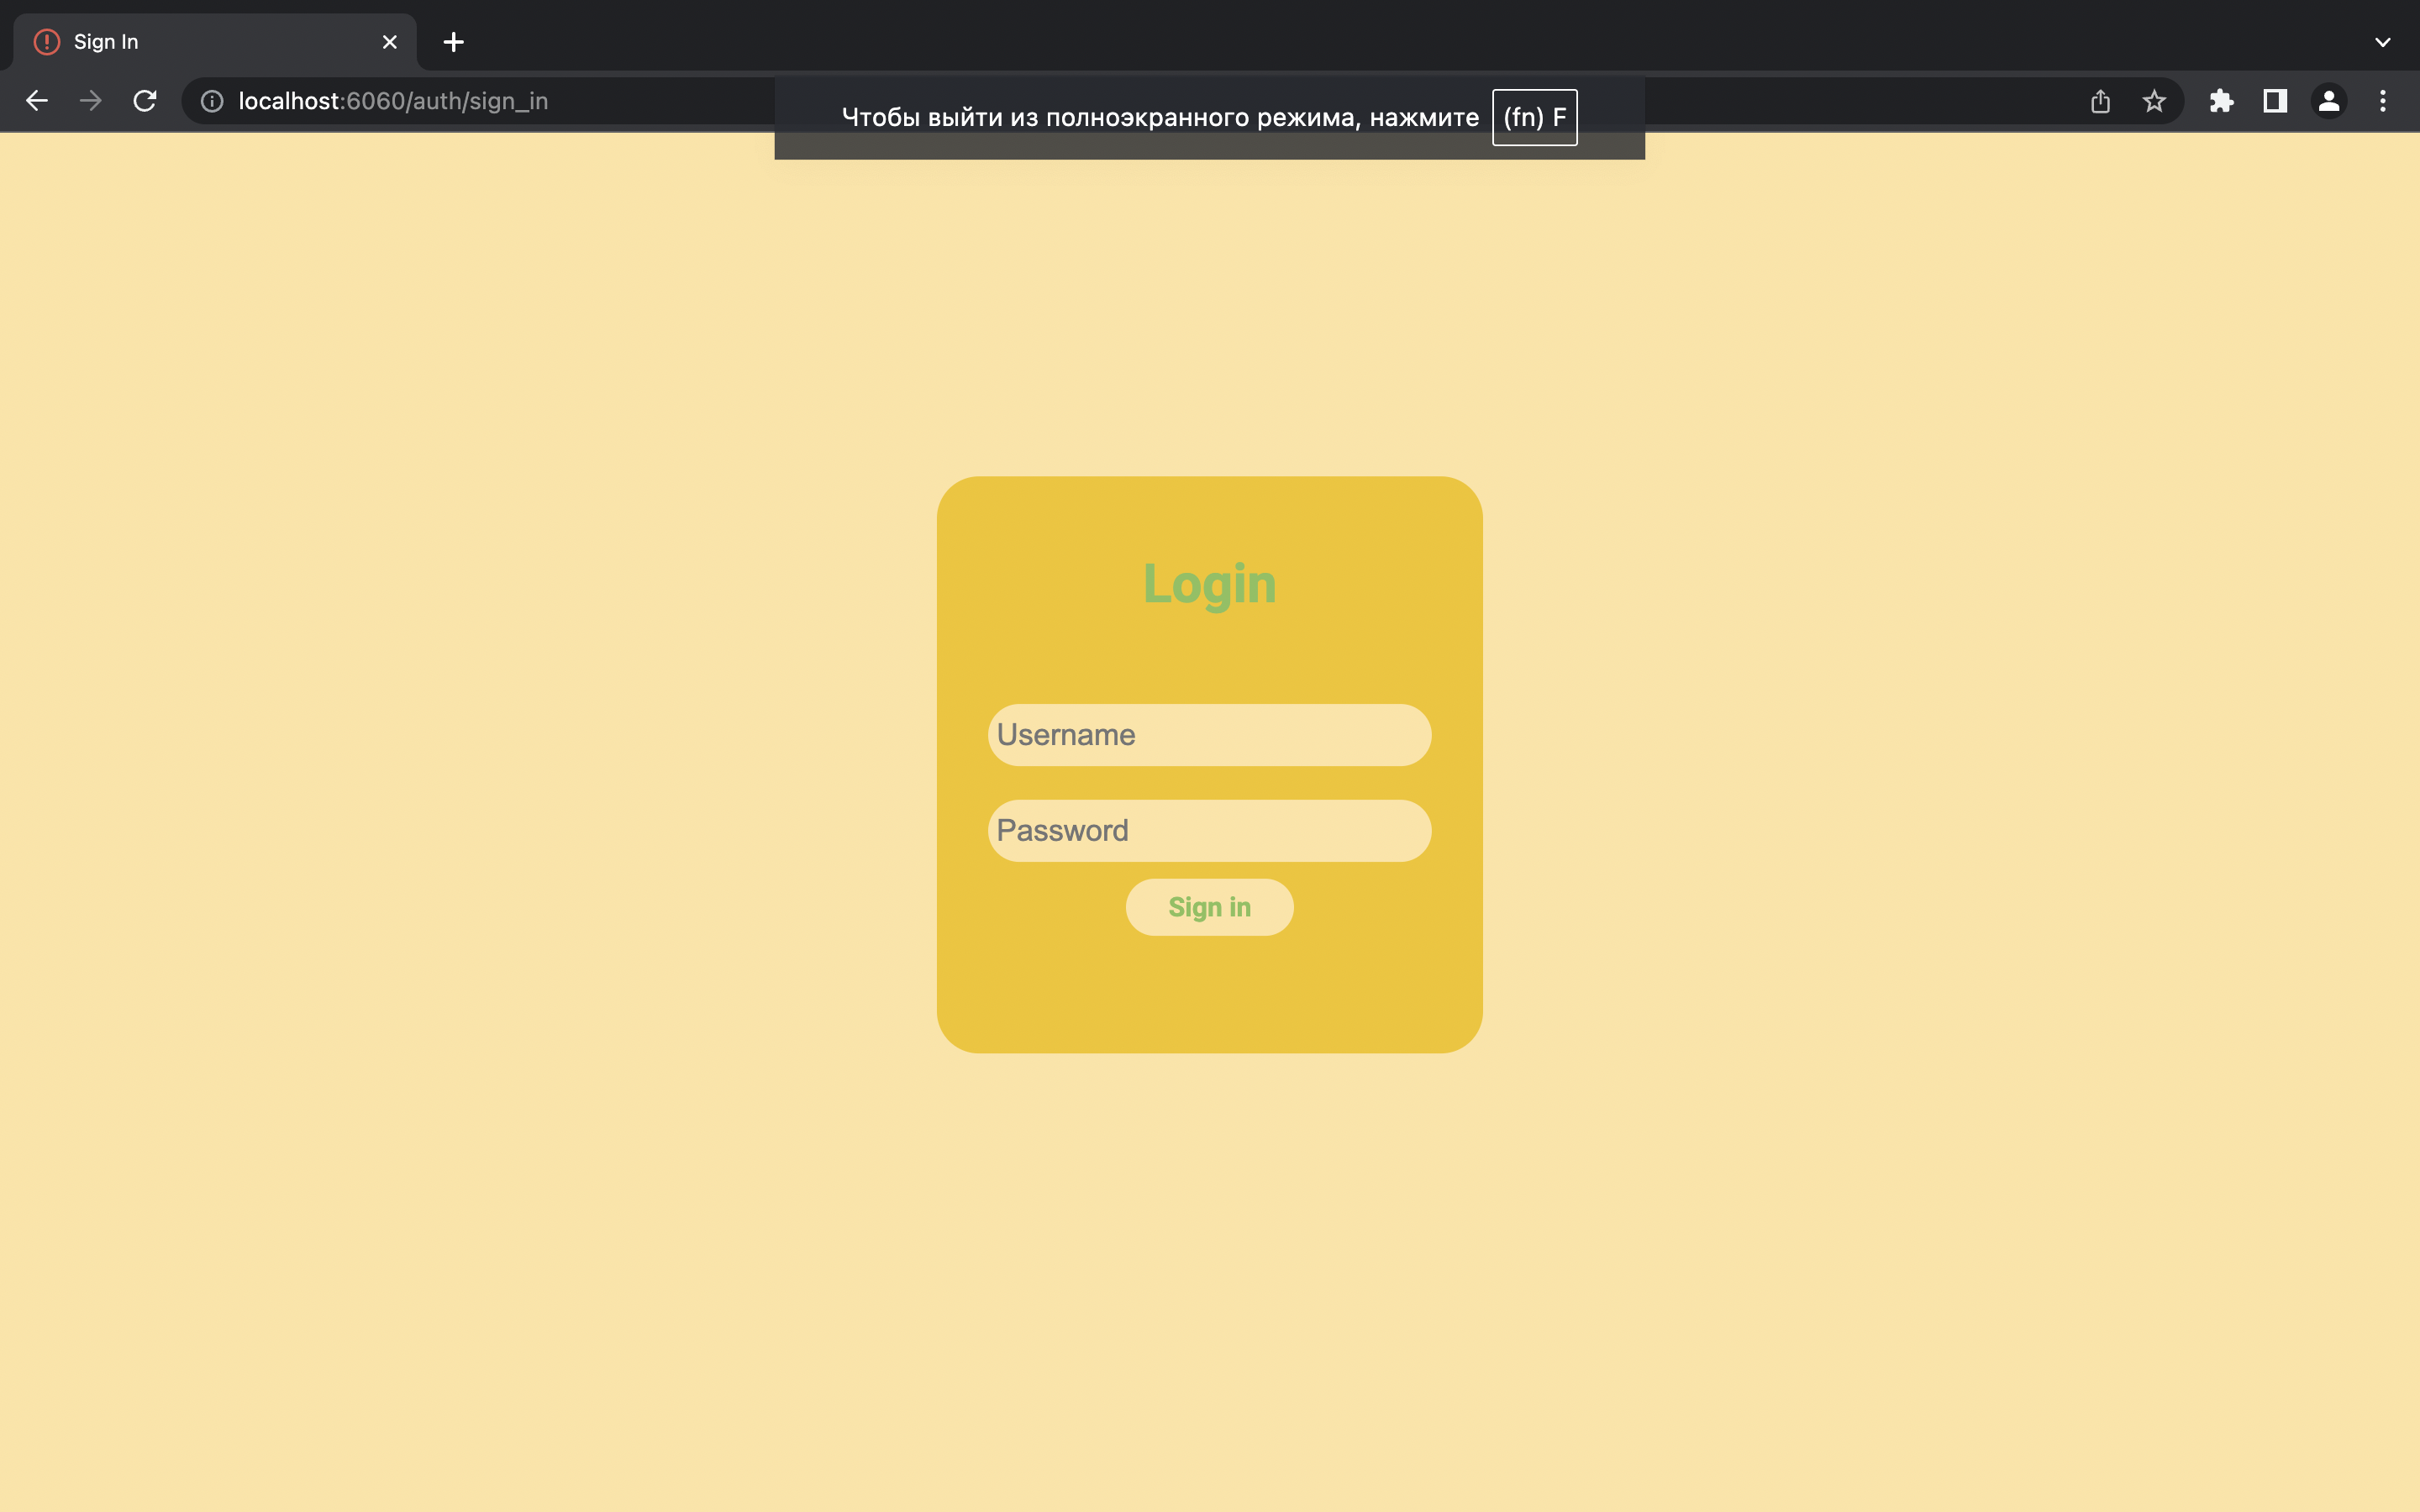 Sign In
localhost:6060/auth/sign_in
Чтобы выйти из полноэкранного режима, нажмите (fn) F
Login
Username
Password
Sign in